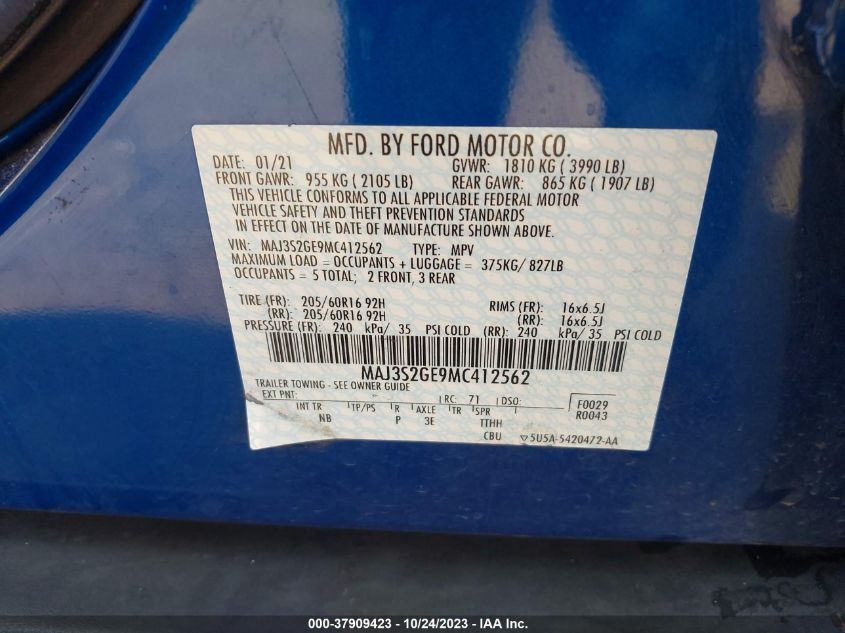 MFD. BY FORD MOTOR CO.
DATE: 01/21 GVWR: 1810 KG ( 3990 LB)
FRONT GAWR: 955 KG ( 2105 LB) REAR GAWR: 865 KG ( 1907 LB)
THIS VEHICLE CONFORMS TO ALL APPLICABLE FEDERAL MOTOR
VEHICLE SAFETY AND THEFT PREVENTION STANDARDS
IN EFFECT ON THE DATE OF MANUFACTURE SHOWN ABOVE.
VIN: MAJ3S2GE9MC412562 TYPE: MPV
MAXIMUM LOAD = OCCUPANTS + LUGGAGE = 375KG/ 827LB
OCCUPANTS = 5 TOTAL; 2 FRONT, 3 REAR
TIRE (FR): 205/60R16 92H RIMS (FR): 16x6.5J
(RR): 205/60R16 92H (RR): 16x6.5J
PRESSURE (FR): 240 kPa/ 35 PSI COLD (RR): 240 kPa/ 35 PSI COLD
MAJ3S2GE9MC412562
TRAILER TOWING - SEE OWNER GUIDE
EXT PNT: RC: 71 DSO: F0029
INT TR TP/PS R AXLE TR SPR R0043
NB P 3E TTHH
CBU 5U5A-5420472-AA
000-37909423 - 10/24/2023 - IAA Inc.